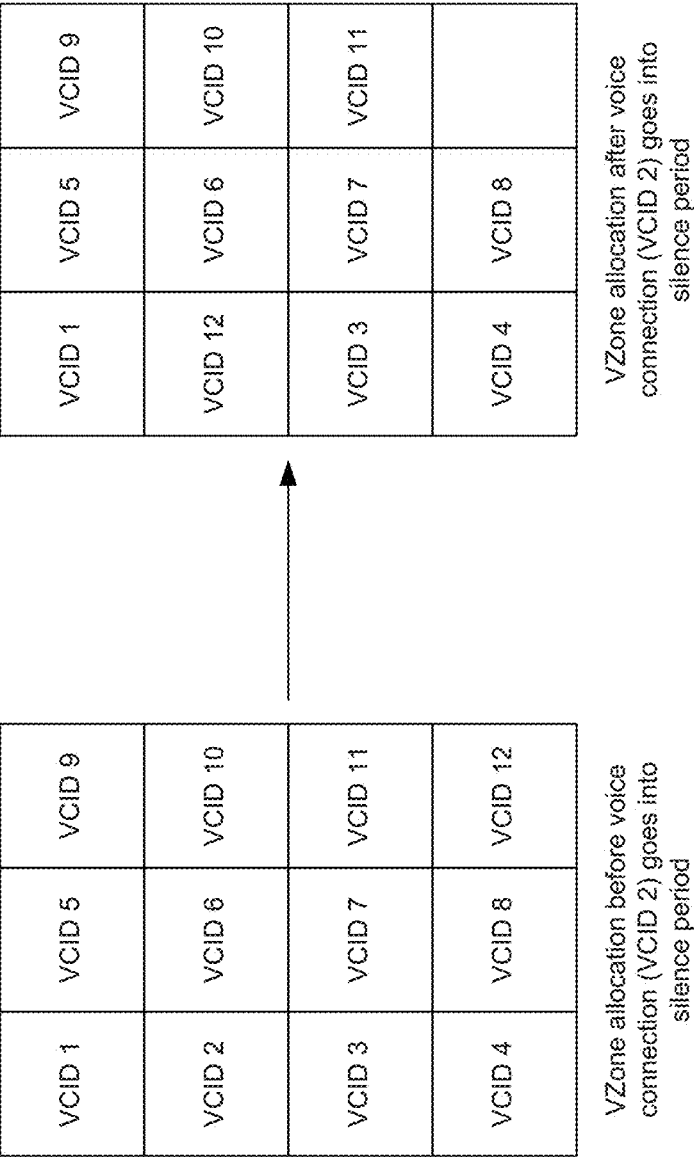 VCID 1
VCID 5
VCID 9
VCID 2
VCID 6
VCID 10
VCID 3
VCID 7
VCID 11
VCID 4
VCID 8
VCID 12
VZone allocation before voice
connection (VCID 2) goes into
silence period
VCID 1
VCID 5
VCID 9
VCID 12
VCID 6
VCID 10
VCID 3
VCID 7
VCID 11
VCID 4
VCID 8
VZone allocation after voice
connection (VCID 2) goes into
silence period